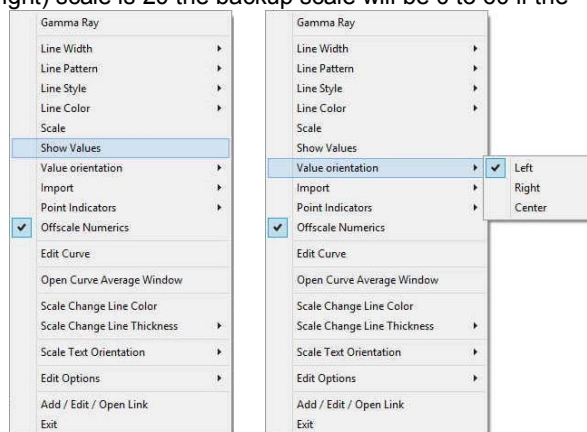 ght) scale is 20 the backup scale will be 0 to 60 if the
Gamma Ray
Line Width
Line Pattern
Line Style
Line Color
Scale
Show Values
Value orientation
Import
Point Indicators
Offscale Numerics
Edit Curve
Open Curve Average Window
Scale Change Line Color
Scale Change Line Thickness
Scale Text Orientation
Edit Options
Add / Edit / Open Link
Exit
Gamma Ray
Line Width
Line Pattern
Line Style
Line Color
Scale
Show Values
Value orientation
Import
Point Indicators
Offscale Numerics
Edit Curve
Open Curve Average Window
Scale Change Line Color
Scale Change Line Thickness
Scale Text Orientation
Edit Options
Add / Edit / Open Link
Exit
Left
Right
Center